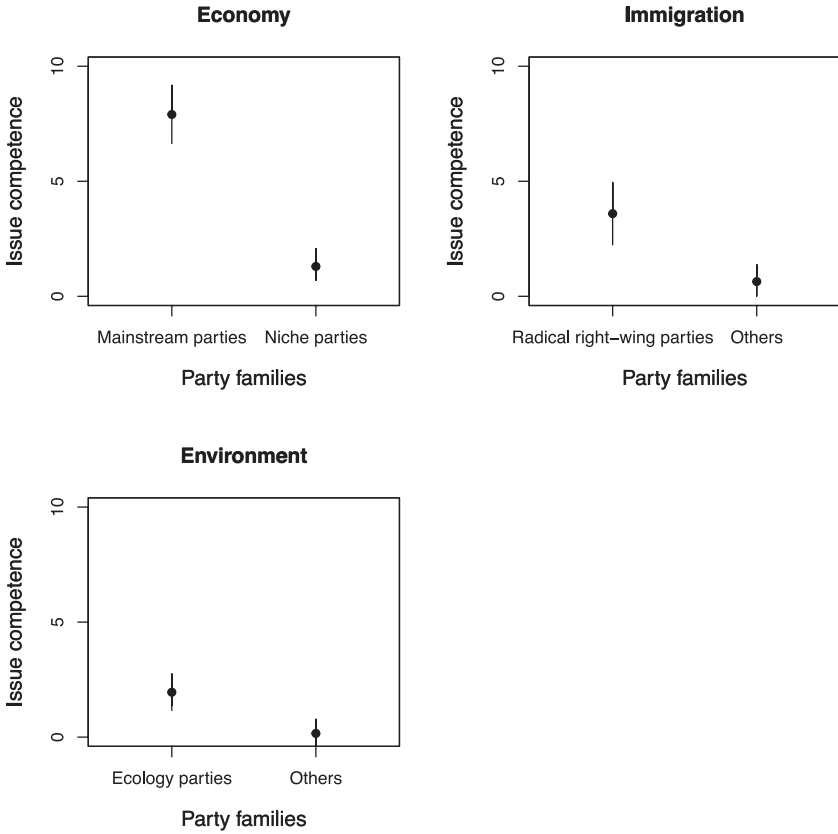 Economy
10
5
0
Issue competence
Mainstream parties Niche parties
Party families
Immigration
10
5
0
Issue competence
Radical right−wing parties Others
Party families
Environment
10
5
0
Issue competence
Ecology parties Others
Party families